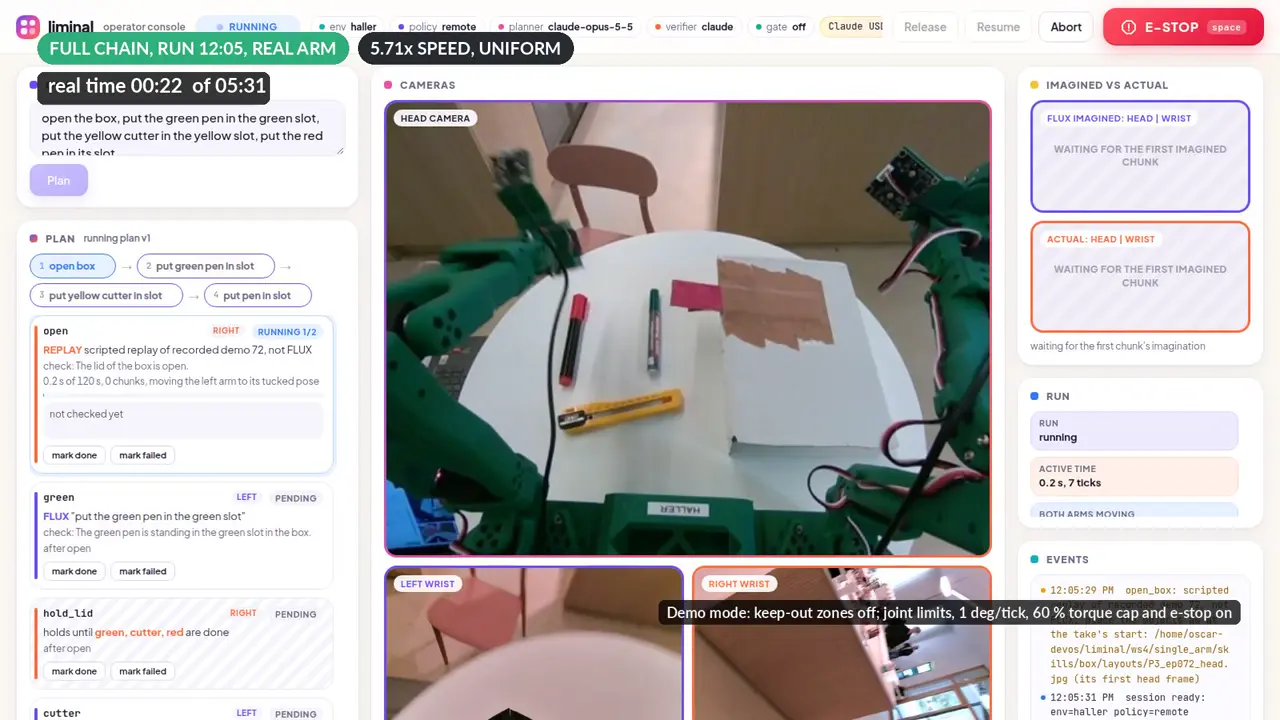 liminal operator console RUNNING env haller policy remote planner claude-opus-5-5 verifier claude gate off Claude USI Release Resume Abort E-STOP space
FULL CHAIN, RUN 12:05, REAL ARM 5.71x SPEED, UNIFORM
real time 00:22 of 05:31
open the box, put the green pen in the green slot,
put the yellow cutter in the yellow slot, put the red
pen in its slot
Plan
PLAN running plan v1
1 open box → 2 put green pen in slot →
3 put yellow cutter in slot → 4 put pen in slot
open RIGHT RUNNING 1/2
REPLAY scripted replay of recorded demo 72, not FLUX
check: The lid of the box is open.
0.2 s of 120 s, 0 chunks, moving the left arm to its tucked pose
not checked yet
mark done mark failed
green LEFT PENDING
FLUX "put the green pen in the green slot"
check: The green pen is standing in the green slot in the box.
after open
mark done mark failed
hold_lid RIGHT PENDING
holds until green, cutter, red are done
after open
mark done mark failed
cutter LEFT PENDING
CAMERAS
HEAD CAMERA
HALLER
LEFT WRIST
RIGHT WRIST
Demo mode: keep-out zones off; joint limits, 1 deg/tick, 60 % torque cap and e-stop on
IMAGINED VS ACTUAL
FLUX IMAGINED: HEAD | WRIST
WAITING FOR THE FIRST IMAGINED
CHUNK
ACTUAL: HEAD | WRIST
WAITING FOR THE FIRST IMAGINED
CHUNK
waiting for the first chunk's imagination
RUN
RUN
running
ACTIVE TIME
0.2 s, 7 ticks
BOTH ARMS MOVING
EVENTS
12:05:29 PM open_box: scripted
the take's start: /home/oscar-
devos/liminal/ws4/single_arm/sk
ills/box/layouts/P3_ep072_head.
jpg (its first head frame)
12:05:31 PM session ready:
env=haller policy=remote